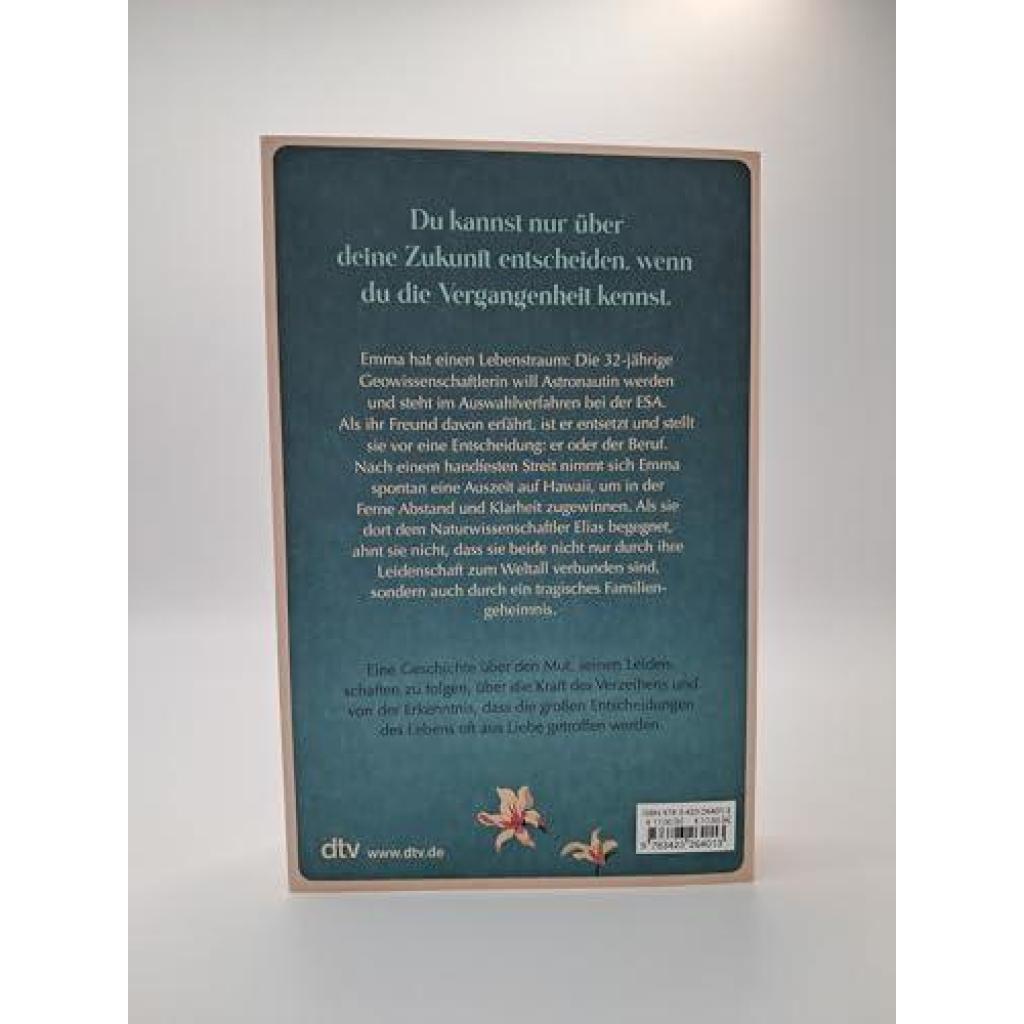 Du kannst nur über
deine Zukunft entscheiden, wenn
du die Vergangenheit kennst.
Emma hat einen Lebenstraum: Die 32-jährige
Geowissenschaftlerin will Astronautin werden
und steht im Auswahlverfahren bei der ESA.
Als ihr Freund davon erfährt, ist er entsetzt und stellt
sie vor eine Entscheidung: er oder der Beruf.
Nach einem handfesten Streit nimmt sich Emma
spontan eine Auszeit auf Hawaii, um in der
Ferne Abstand und Klarheit zugewinnen. Als sie
dort dem Naturwissenschaftler Elias begegnet,
ahnt sie nicht, dass sie beide nicht nur durch ihre
Leidenschaft zum Weltall verbunden sind,
sondern auch durch ein tragisches Familien-
geheimnis.
Eine Geschichte über den Mut, seinen Leiden-
schaften zu folgen, über die Kraft des Verzeihens und
von der Erkenntnis, dass die großen Entscheidungen
des Lebens oft aus Liebe getroffen werden.
dtv www.dtv.de
ISBN
9 783423 264013